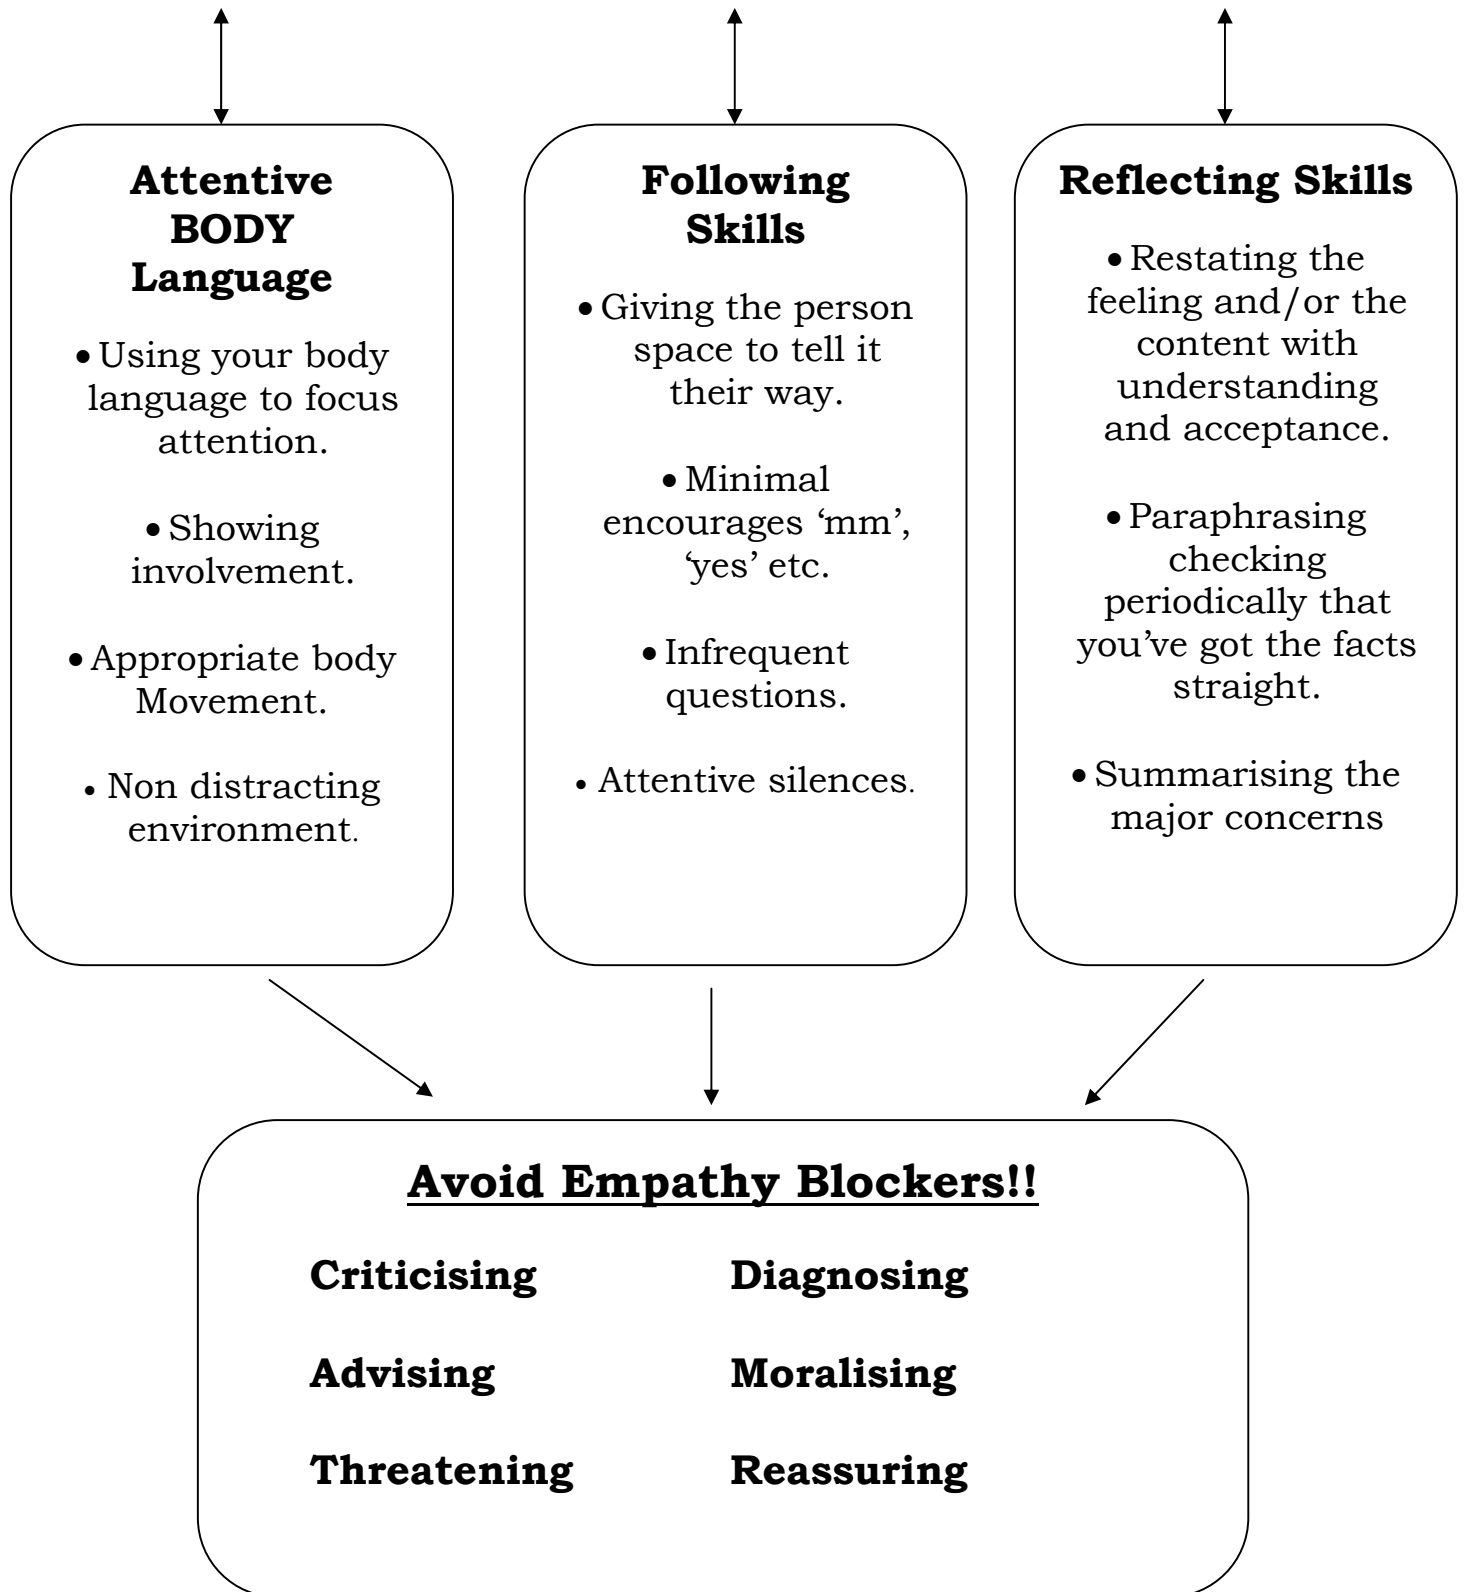 Attentive
BODY
Language
• Using your body
language to focus
attention.
• Showing
involvement.
• Appropriate body
Movement.
• Non distracting
environment.
Following
Skills
• Giving the person
space to tell it
their way.
• Minimal
encourages ‘mm’,
‘yes’ etc.
• Infrequent
questions.
• Attentive silences.
Reflecting Skills
• Restating the
feeling and/or the
content with
understanding
and acceptance.
• Paraphrasing
checking
periodically that
you’ve got the facts
straight.
• Summarising the
major concerns
Avoid Empathy Blockers!!
Criticising Diagnosing
Advising Moralising
Threatening Reassuring